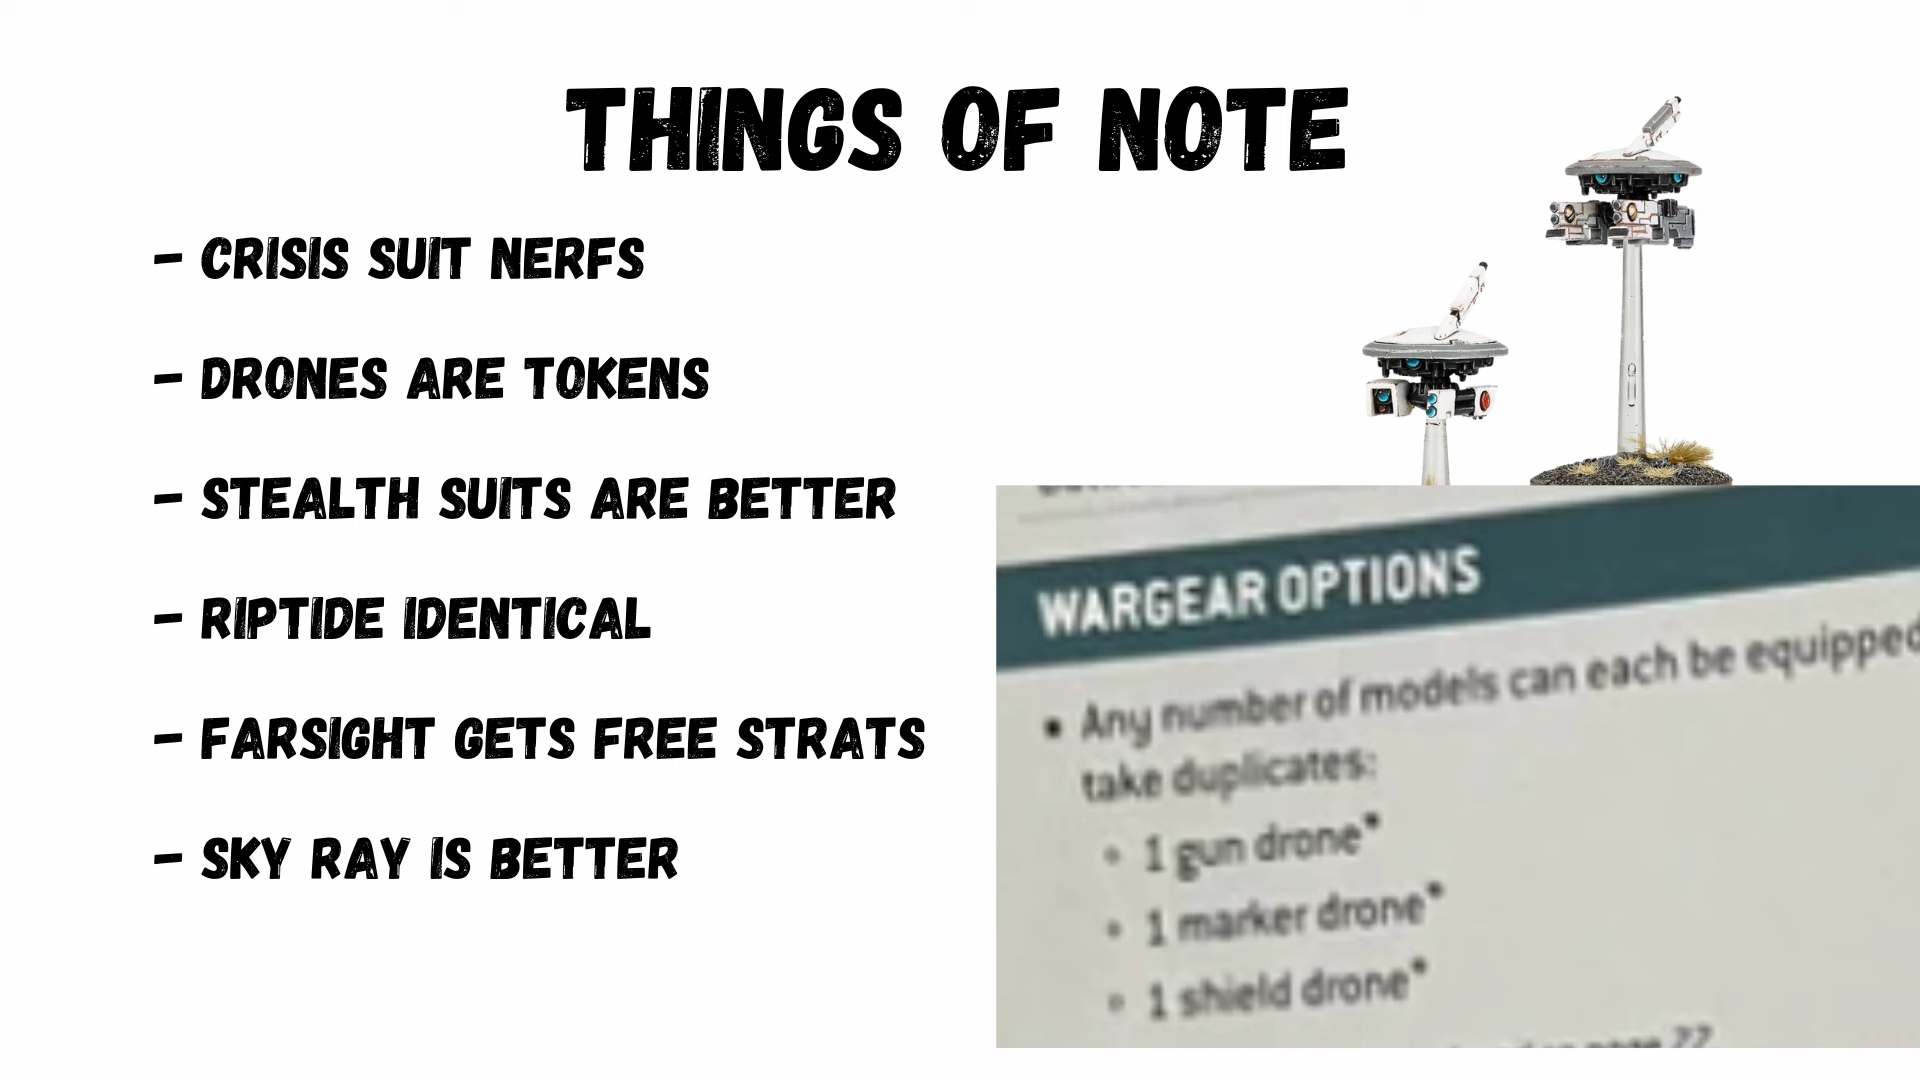 THINGS OF NOTE
- CRISIS SUIT NERFS
- DRONES ARE TOKENS
- STEALTH SUITS ARE BETTER
- RIPTIDE IDENTICAL
- FARSIGHT GETS FREE STRATS
- SKY RAY IS BETTER
WARGEAR OPTIONS
• Any number of models can each be equipped
take duplicates:
◦ 1 gun drone*
◦ 1 marker drone*
◦ 1 shield drone*
page 22